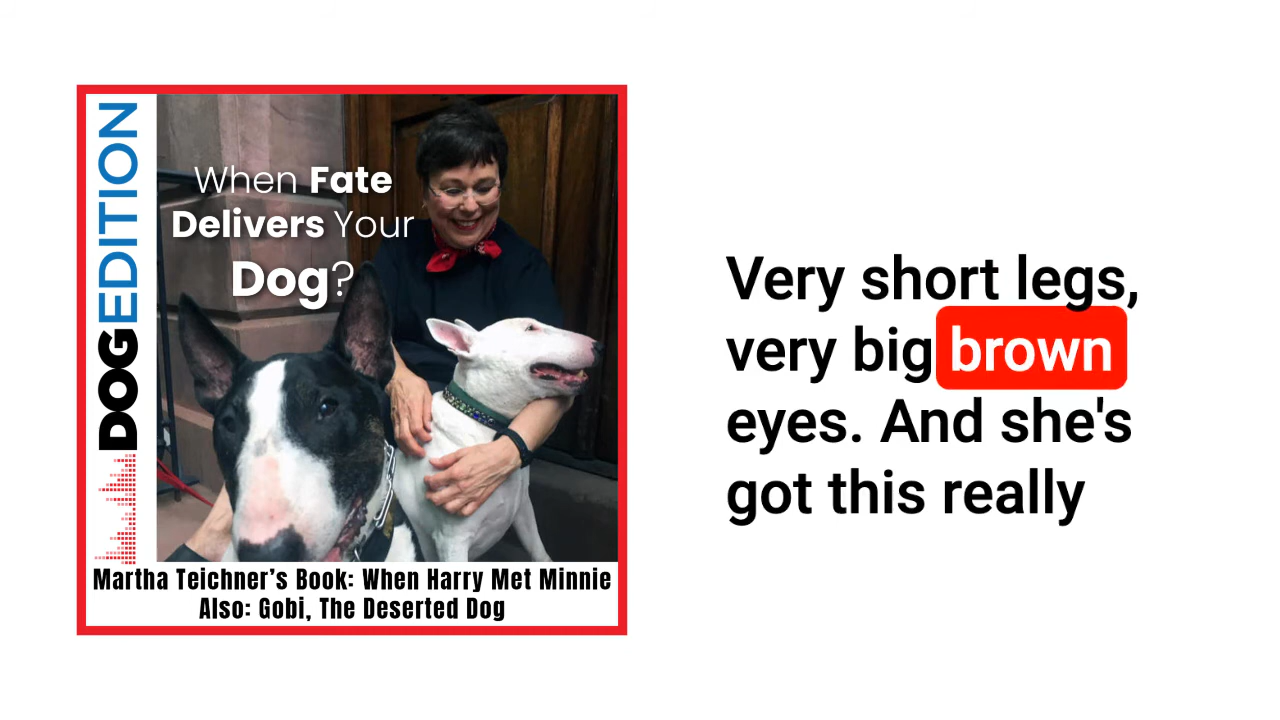 DOGEDITION
When Fate
Delivers Your
Dog?
Martha Teichner's Book: When Harry Met Minnie
Also: Gobi, The Deserted Dog
Very short legs,
very big brown
eyes. And she's
got this really